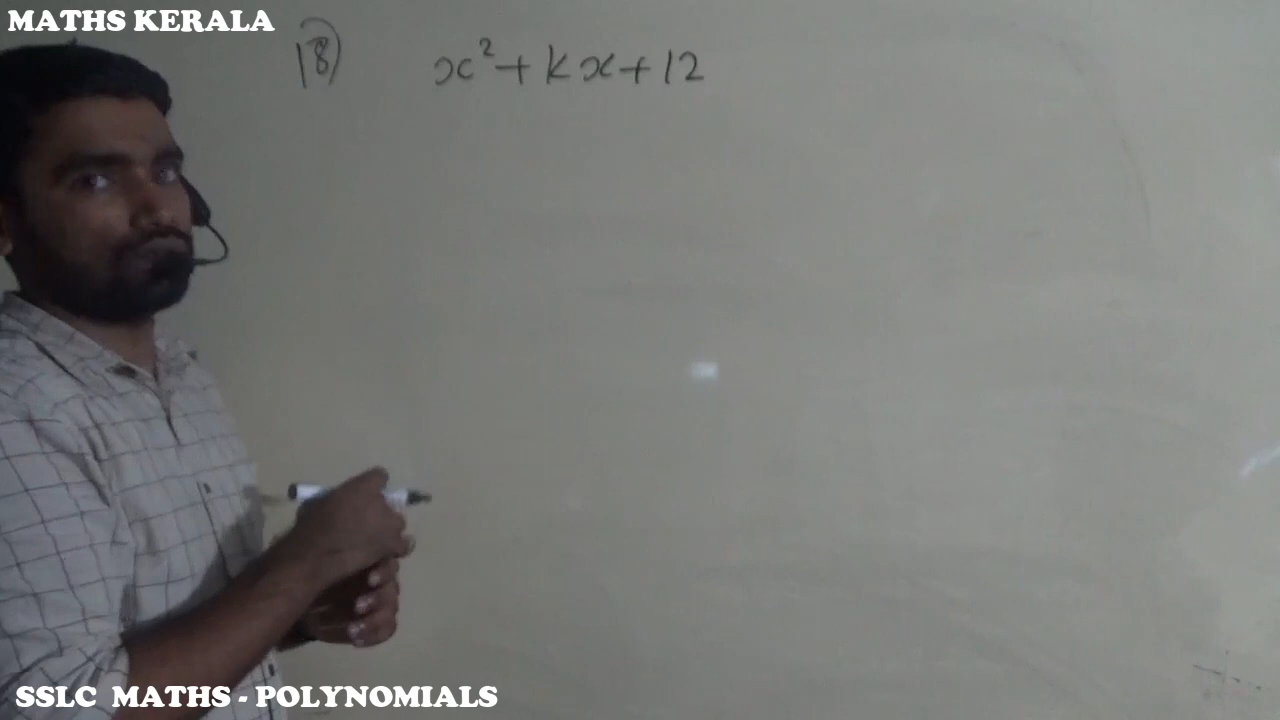 MATHS KERALA
18) x² + kx + 12
SSLC MATHS - POLYNOMIALS